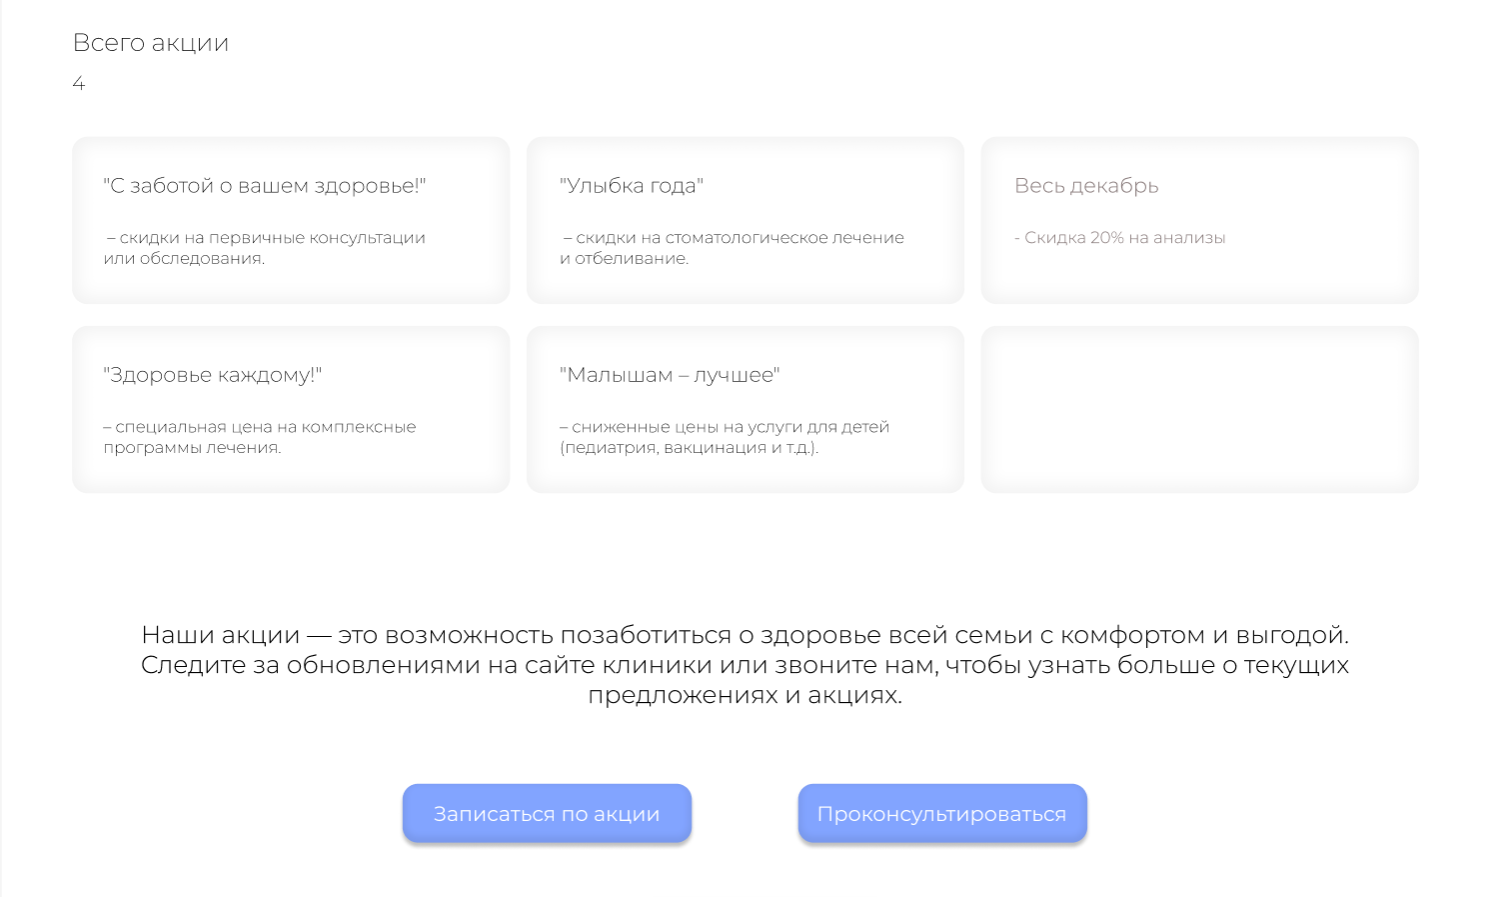 Всего акции
4
"С заботой о вашем здоровье!"
– скидки на первичные консультации
или обследования.
"Улыбка года"
– скидки на стоматологическое лечение
и отбеливание.
Весь декабрь
- Скидка 20% на анализы
"Здоровье каждому!"
– специальная цена на комплексные
программы лечения.
"Малышам – лучшее"
– сниженные цены на услуги для детей
(педиатрия, вакцинация и т.д.).
Наши акции — это возможность позаботиться о здоровье всей семьи с комфортом и выгодой.
Следите за обновлениями на сайте клиники или звоните нам, чтобы узнать больше о текущих
предложениях и акциях.
Записаться по акции
Проконсультироваться